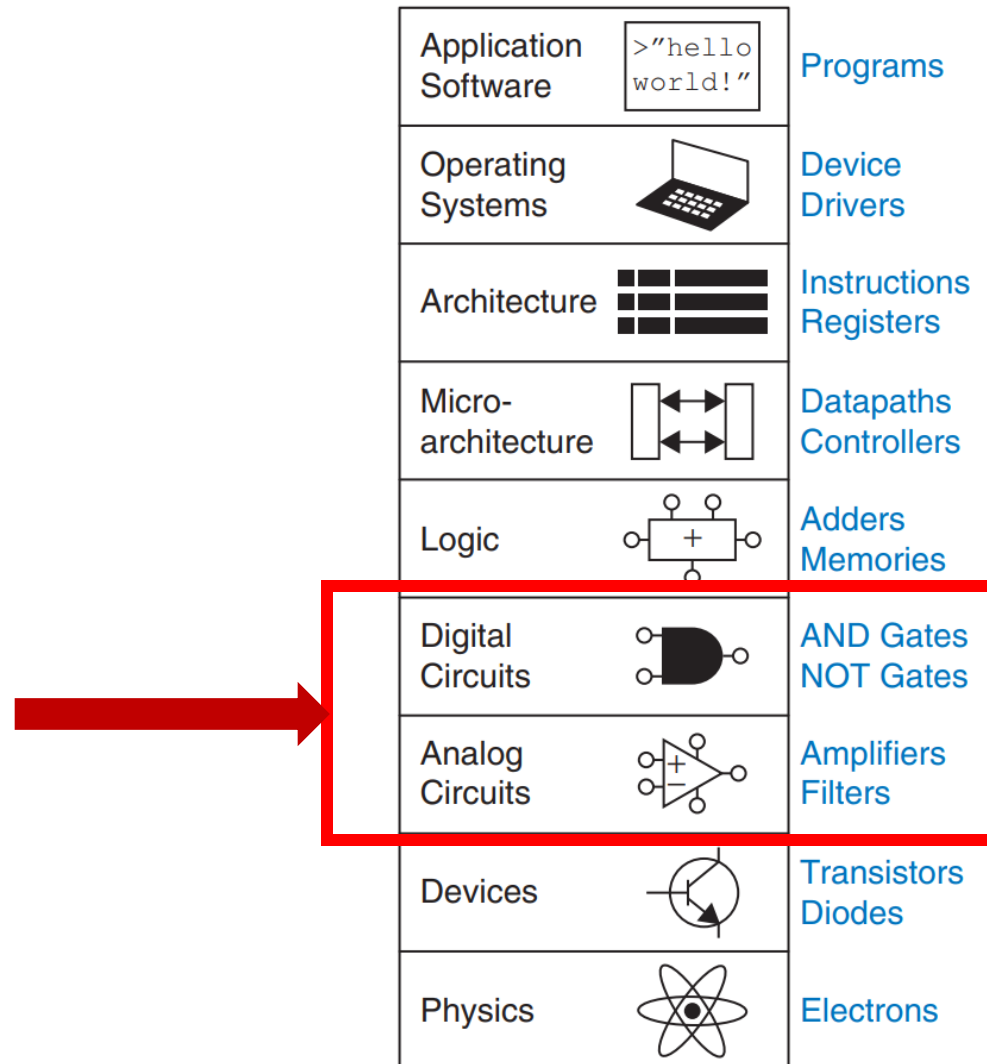 Application
Software
>"hello
world!"
Programs
Operating
Systems
Device
Drivers
Architecture
Instructions
Registers
Micro-
architecture
Datapaths
Controllers
Logic
+
Adders
Memories
Digital
Circuits
AND Gates
NOT Gates
Analog
Circuits
+
−
Amplifiers
Filters
Devices
Transistors
Diodes
Physics
Electrons